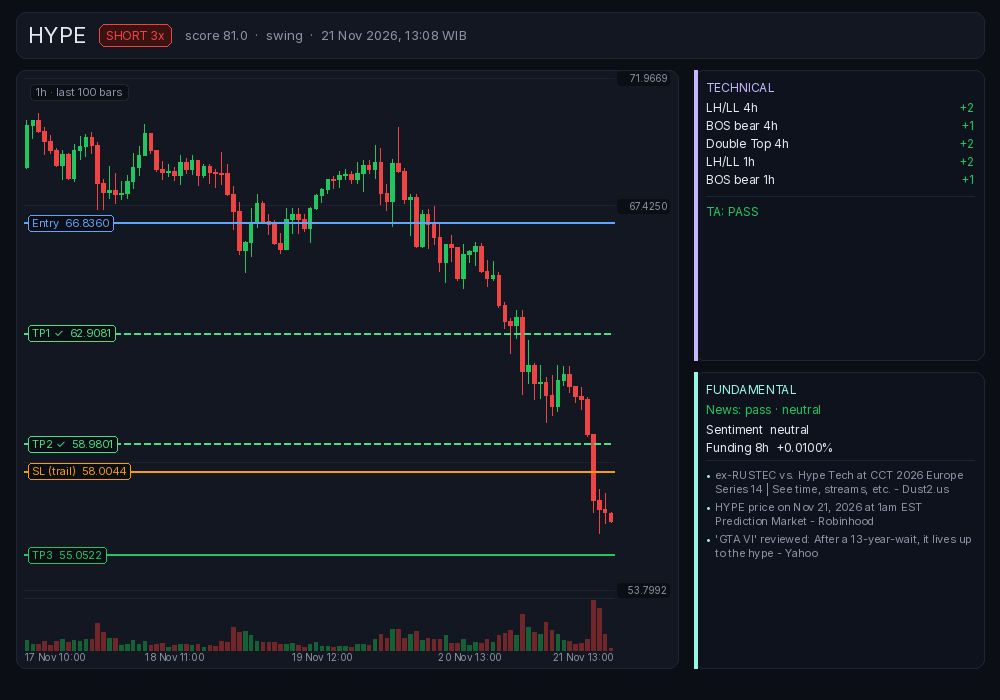 HYPE SHORT 3x score 81.0 · swing · 21 Nov 2026, 13:08 WIB
1h · last 100 bars
71.9669
67.4250
Entry 66.8360
TP1 ✓ 62.9081
TP2 ✓ 58.9801
SL (trail) 58.0044
TP3 55.0522
53.7992
17 Nov 10:00 18 Nov 11:00 19 Nov 12:00 20 Nov 13:00 21 Nov 13:00
TECHNICAL
LH/LL 4h +2
BOS bear 4h +1
Double Top 4h +2
LH/LL 1h +2
BOS bear 1h +1
TA: PASS
FUNDAMENTAL
News: pass · neutral
Sentiment neutral
Funding 8h +0.0100%
• ex-RUSTEC vs. Hype Tech at CCT 2026 Europe
Series 14 | See time, streams, etc. - Dust2.us
• HYPE price on Nov 21, 2026 at 1am EST
Prediction Market - Robinhood
• 'GTA VI' reviewed: After a 13-year-wait, it lives up
to the hype - Yahoo